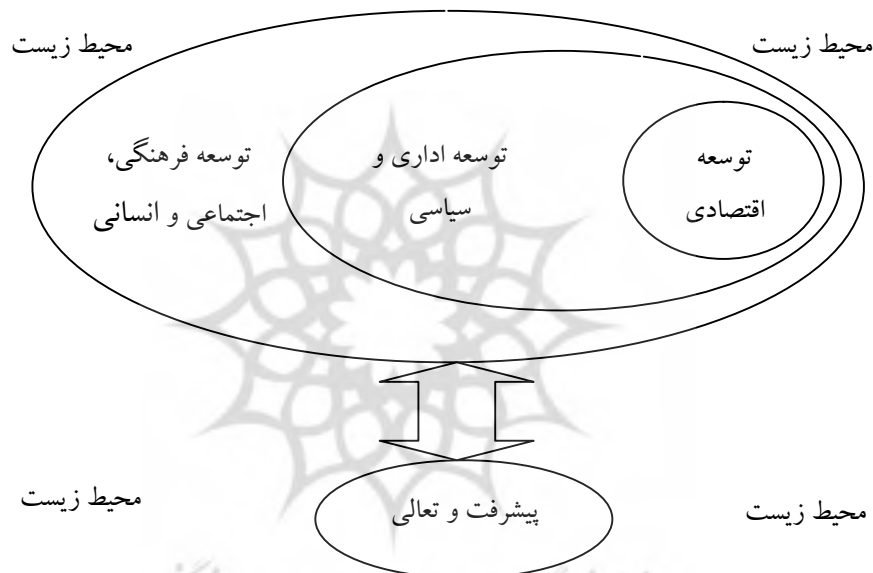 محیط زیست
محیط زیست
توسعه
اقتصادی
توسعه اداری و
سیاسی
توسعه فرهنگی،
اجتماعی و انسانی
پیشرفت و تعالی
محیط زیست
محیط زیست